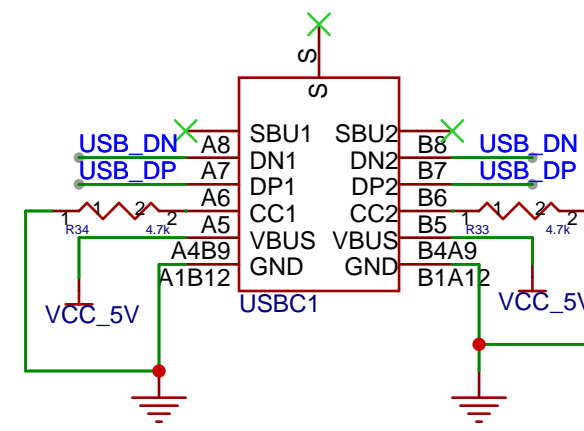 S
S
SBU1 SBU2
USB_DN A8 DN1 DN2 B8 USB_DN
USB_DP A7 DP1 DP2 B7 USB_DP
1 1 2 2 A6 CC1 CC2 B6 1 1 2 2
R34 4.7k A5 VBUS VBUS B5 R33 4.7k
A4B9 GND GND B4A9
A1B12 B1A12
VCC_5V USBC1 VCC_5V